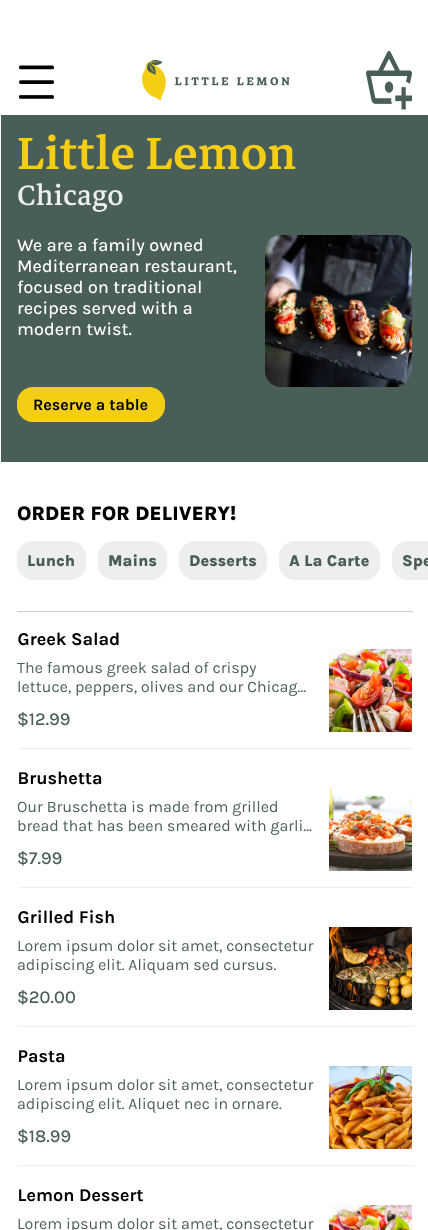 LITTLE LEMON
Little Lemon
Chicago
We are a family owned
Mediterranean restaurant,
focused on traditional
recipes served with a
modern twist.
Reserve a table
ORDER FOR DELIVERY!
Lunch
Mains
Desserts
A La Carte
Spe
Greek Salad
The famous greek salad of crispy
lettuce, peppers, olives and our Chicag...
$12.99
Brushetta
Our Bruschetta is made from grilled
bread that has been smeared with garli...
$7.99
Grilled Fish
Lorem ipsum dolor sit amet, consectetur
adipiscing elit. Aliquam sed cursus.
$20.00
Pasta
Lorem ipsum dolor sit amet, consectetur
adipiscing elit. Aliquet nec in ornare.
$18.99
Lemon Dessert
Lorem ipsum dolor sit amet, consectetur